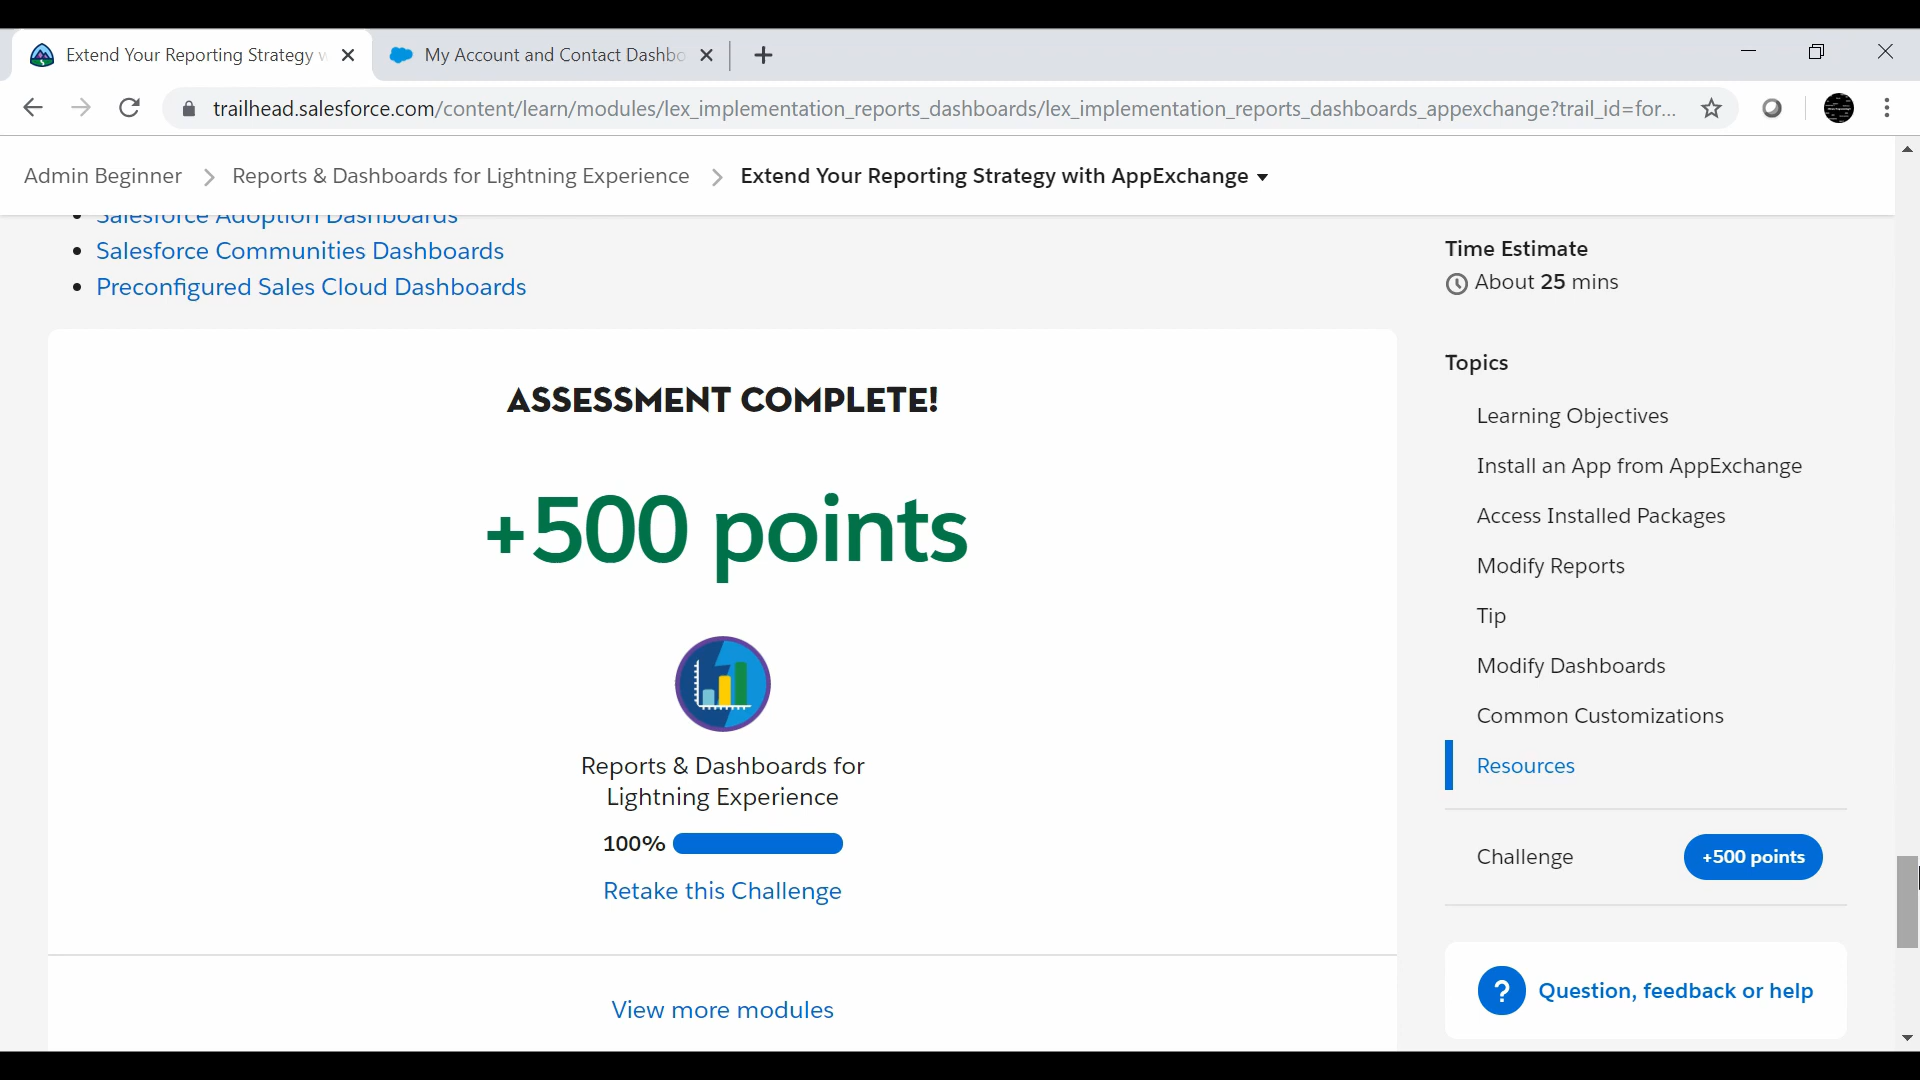 Extend Your Reporting Strategy w
My Account and Contact Dashbo
trailhead.salesforce.com/content/learn/modules/lex_implementation_reports_dashboards/lex_implementation_reports_dashboards_appexchange?trail_id=for...
Admin Beginner
Reports & Dashboards for Lightning Experience
Extend Your Reporting Strategy with AppExchange
Salesforce Adoption Dashboards
Salesforce Communities Dashboards
Preconfigured Sales Cloud Dashboards
ASSESSMENT COMPLETE!
+500 points
Reports & Dashboards for
Lightning Experience
100%
Retake this Challenge
View more modules
Time Estimate
About 25 mins
Topics
Learning Objectives
Install an App from AppExchange
Access Installed Packages
Modify Reports
Tip
Modify Dashboards
Common Customizations
Resources
Challenge
+500 points
? Question, feedback or help